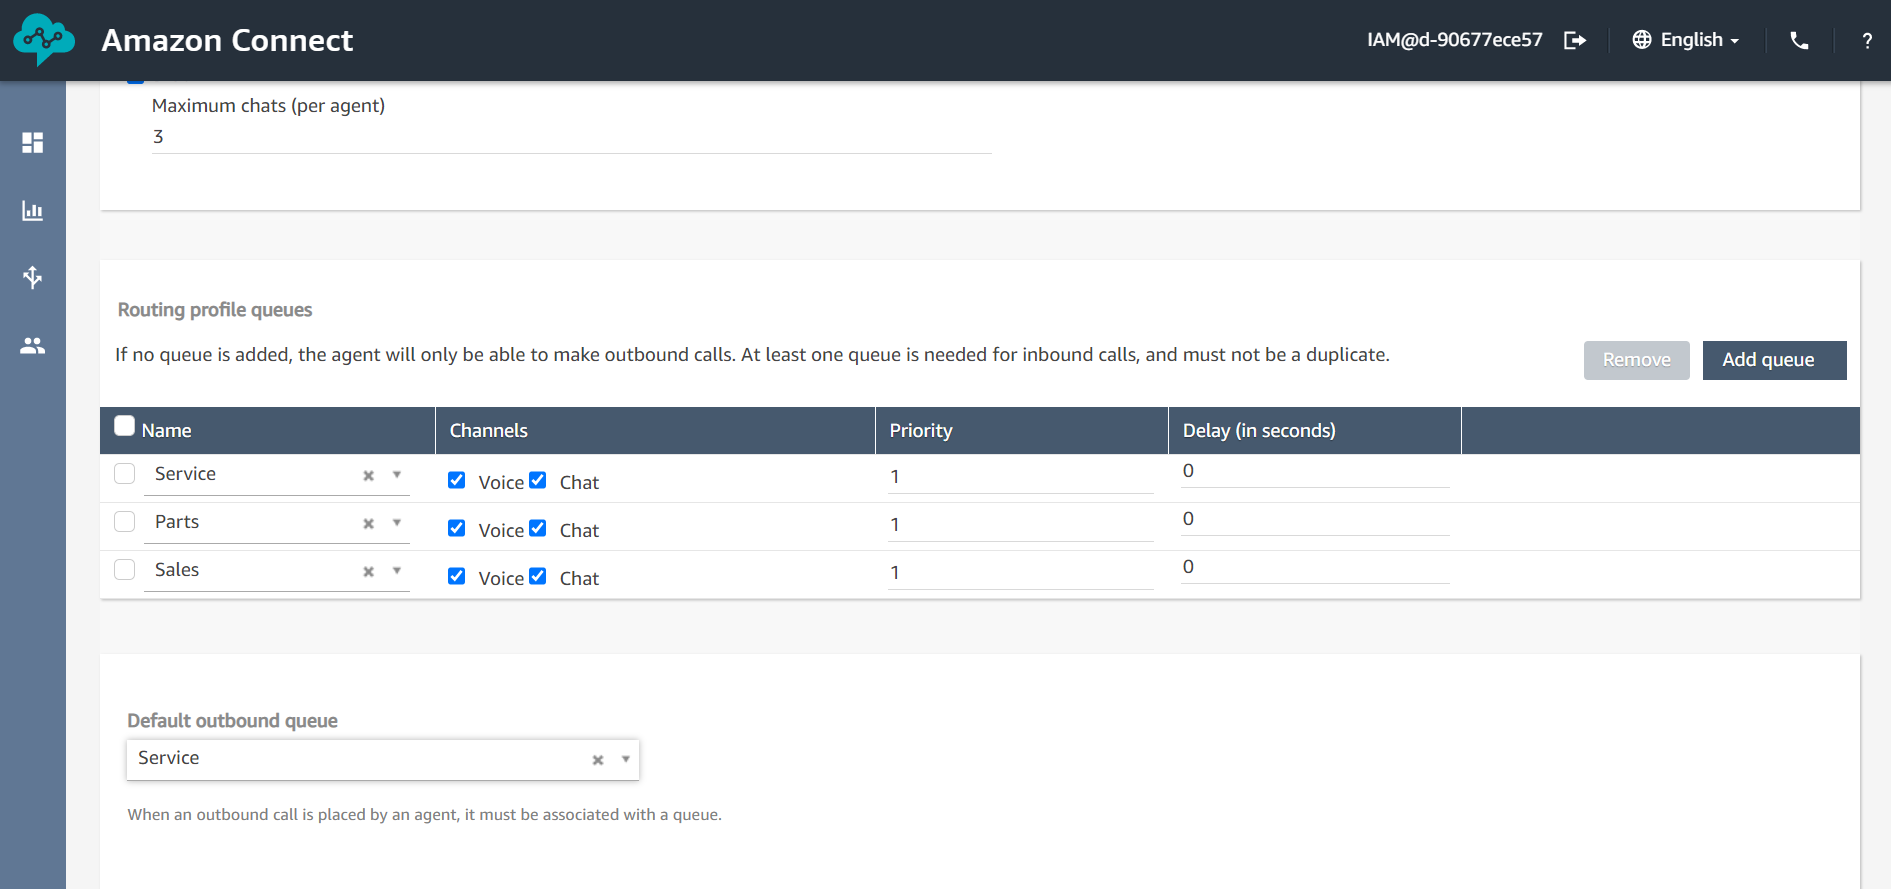 Amazon Connect
IAM@d-90677ece57
English
?
Maximum chats (per agent)
3
Routing profile queues
If no queue is added, the agent will only be able to make outbound calls. At least one queue is needed for inbound calls, and must not be a duplicate.
Remove
Add queue
Name Channels Priority Delay (in seconds)
Service Voice Chat 1 0
Parts Voice Chat 1 0
Sales Voice Chat 1 0
Default outbound queue
Service
When an outbound call is placed by an agent, it must be associated with a queue.